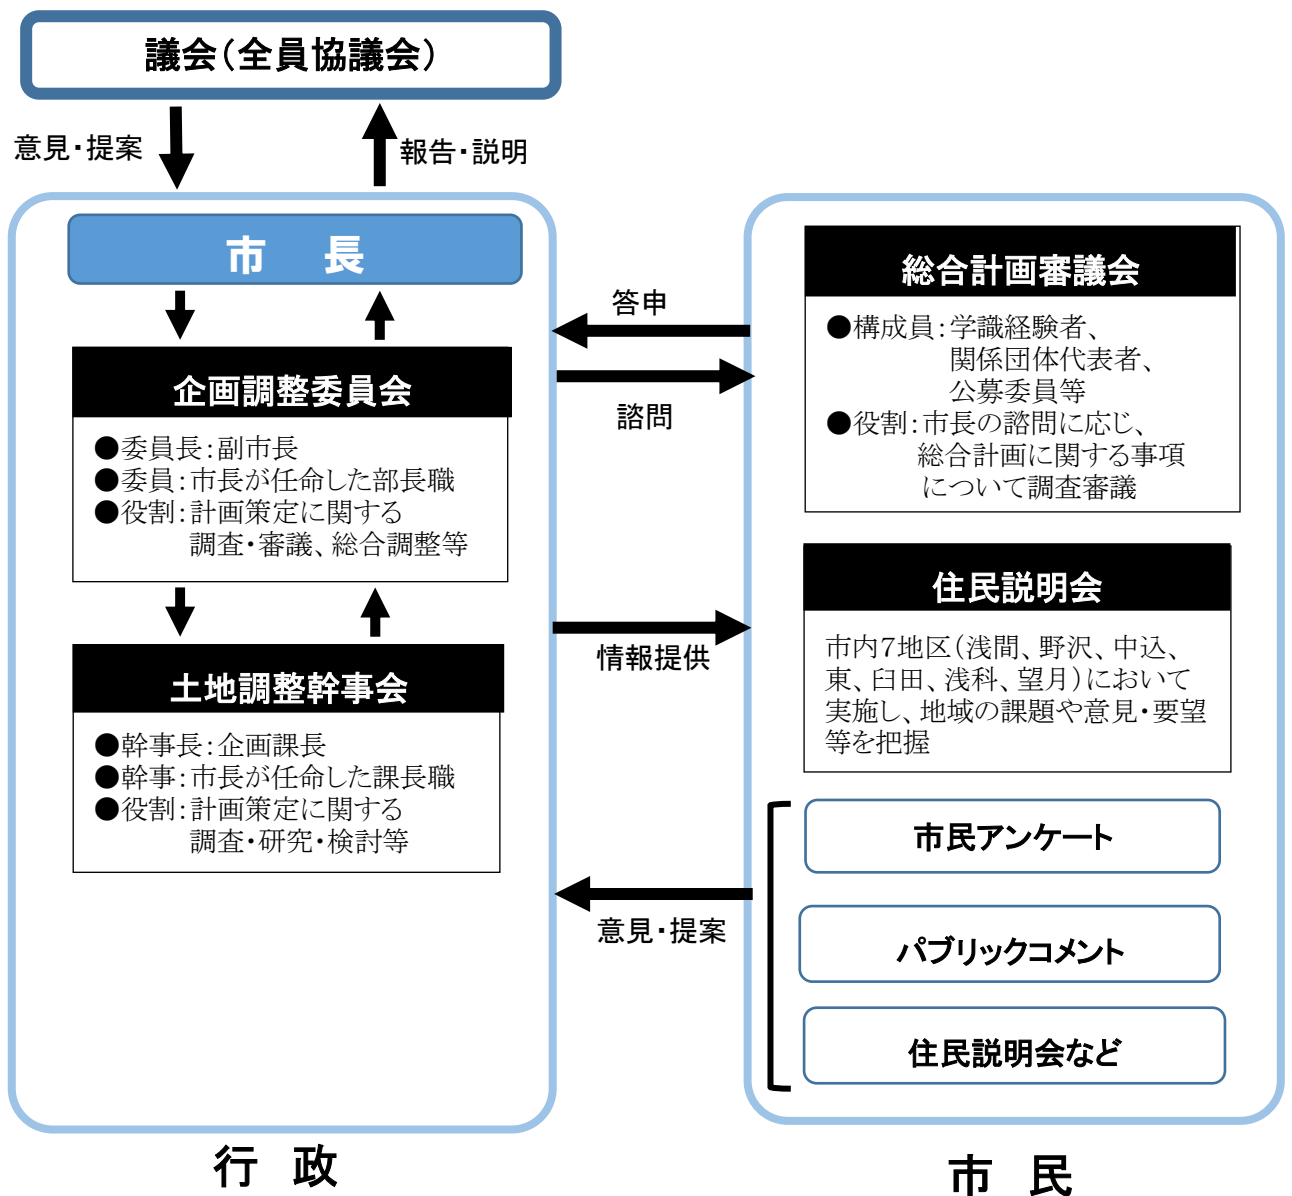 議会(全員協議会)
意見・提案
報告・説明
市　長
企画調整委員会
●委員長:副市長
●委員:市長が任命した部長職
●役割:計画策定に関する
調査・審議、総合調整等
土地調整幹事会
●幹事長:企画課長
●幹事:市長が任命した課長職
●役割:計画策定に関する
調査・研究・検討等
行　政
答申
諮問
情報提供
意見・提案
総合計画審議会
●構成員:学識経験者、
関係団体代表者、
公募委員等
●役割:市長の諮問に応じ、
総合計画に関する事項
について調査審議
住民説明会
市内7地区(浅間、野沢、中込、
東、臼田、浅科、望月)において
実施し、地域の課題や意見・要望
等を把握
市民アンケート
パブリックコメント
住民説明会など
市　民